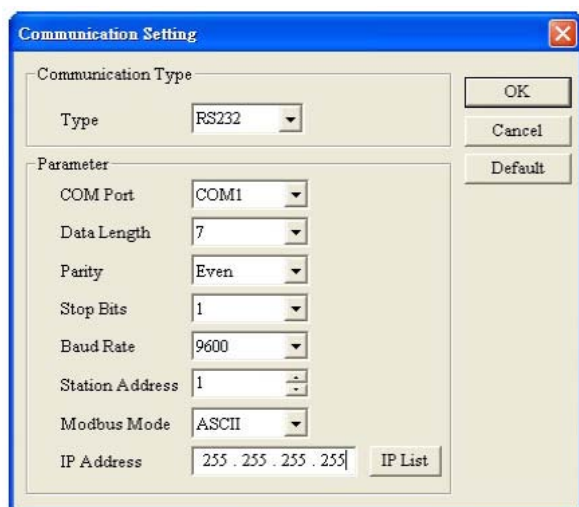 Communication Setting
Communication Type
Type RS232
OK
Cancel
Default
Parameter
COM Port COM1
Data Length 7
Parity Even
Stop Bits 1
Baud Rate 9600
Station Address 1
Modbus Mode ASCII
IP Address 255 . 255 . 255 . 255 IP List